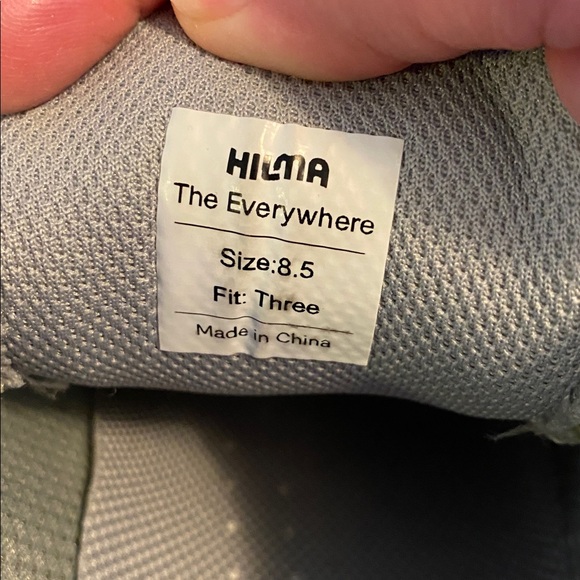 HILMA
The Everywhere
Size:8.5
Fit: Three
Made in China